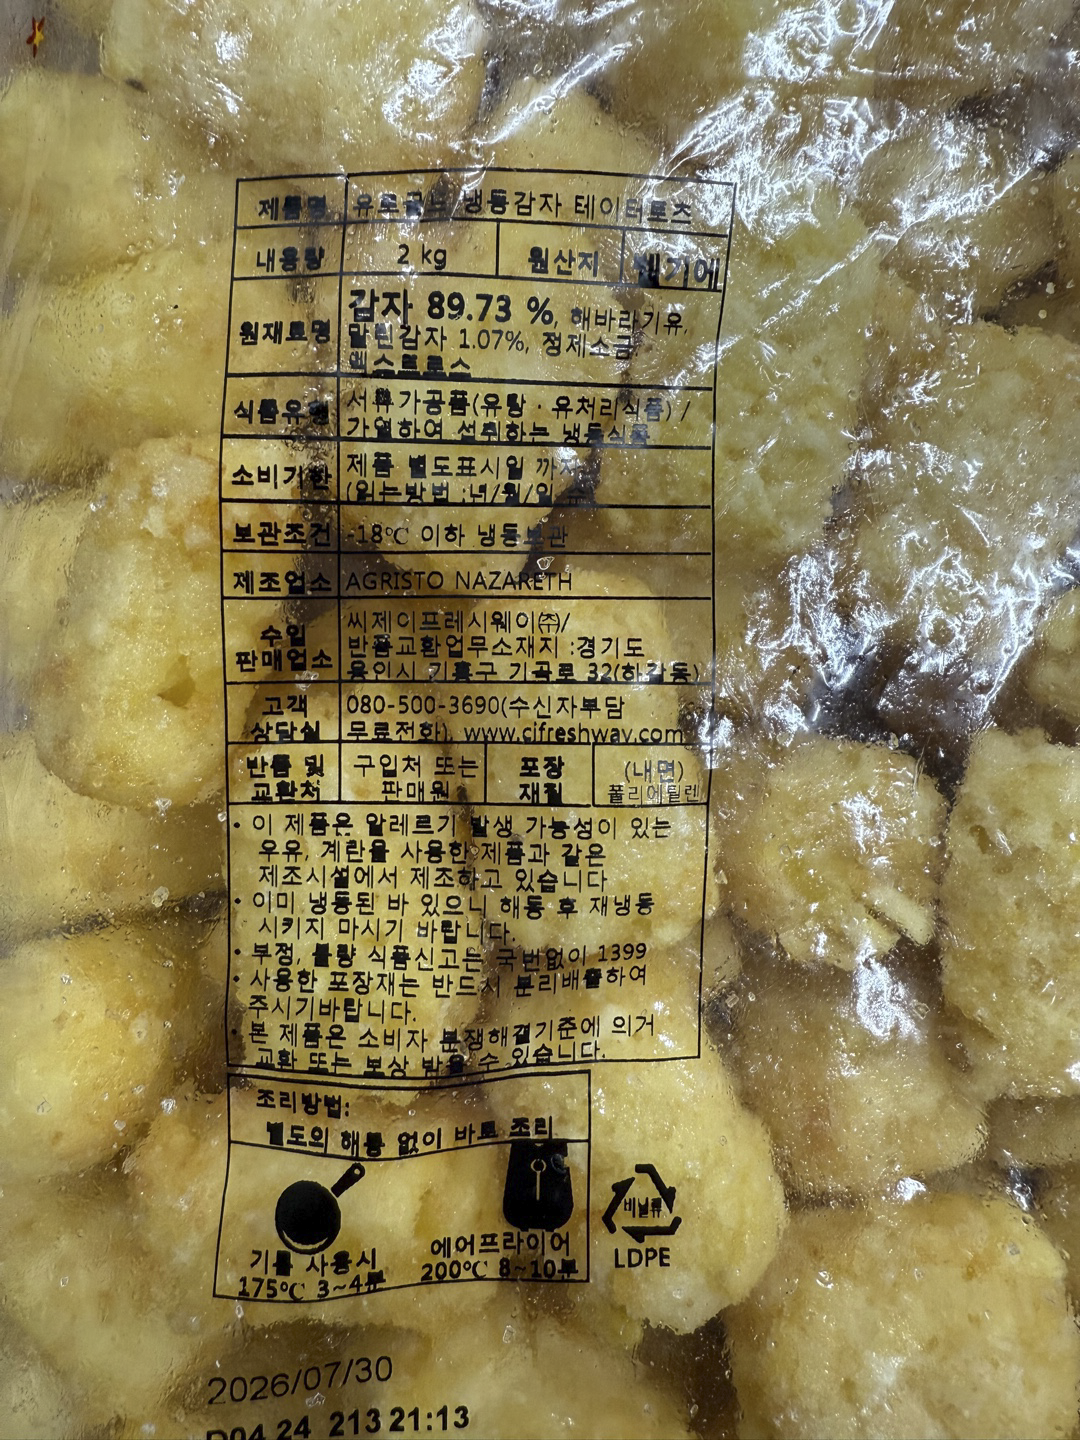 제품명 유로푸드 냉동감자 테이터토츠
내용량 2 kg 원산지 벨기에
원재료명 감자 89.73 %, 해바라기유,
말린감자 1.07%, 정제소금
덱스트로스
식품유형 서류가공품(유탕 · 유처리식품) /
가열하여 섭취하는 냉동식품
소비기한 제품 별도표시일 까지
(읽는방법 :년/월/일 순)
보관조건 -18℃ 이하 냉동보관
제조업소 AGRISTO NAZARETH
수입
판매업소
씨제이프레시웨이㈜/
반품교환업무소재지 :경기도
용인시 기흥구 기곡로 32(하갈동)
고객
상담실
080-500-3690(수신자부담
무료전화), www.cjfreshway.com
반품 및
교환처
구입처 또는
판매원
포장
재질
(내면)
폴리에틸렌
• 이 제품은 알레르기 발생 가능성이 있는
우유, 계란을 사용한 제품과 같은
제조시설에서 제조하고 있습니다
• 이미 냉동된 바 있으니 해동 후 재냉동
시키지 마시기 바랍니다.
• 부정, 불량 식품신고는 국번없이 1399
• 사용한 포장재는 반드시 분리배출하여
주시기바랍니다.
• 본 제품은 소비자 분쟁해결기준에 의거
교환 또는 보상 받을 수 있습니다.
조리방법:
별도의 해동 없이 바로 조리
기름 사용시
175℃ 3~4분
에어프라이어
200℃ 8~10분
비닐류
LDPE
2026/07/30
D04 24 213 21:13